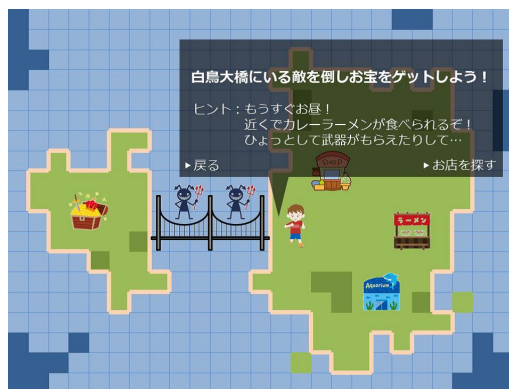 白鳥大橋にいる敵を倒しお宝をゲットしよう！
ヒント：もうすぐお昼！
近くでカレーラーメンが食べられるぞ！
ひょっとして武器がもらえたりして…
▸戻る
▸お店を探す
SHOP
ラーメン
Aquarium